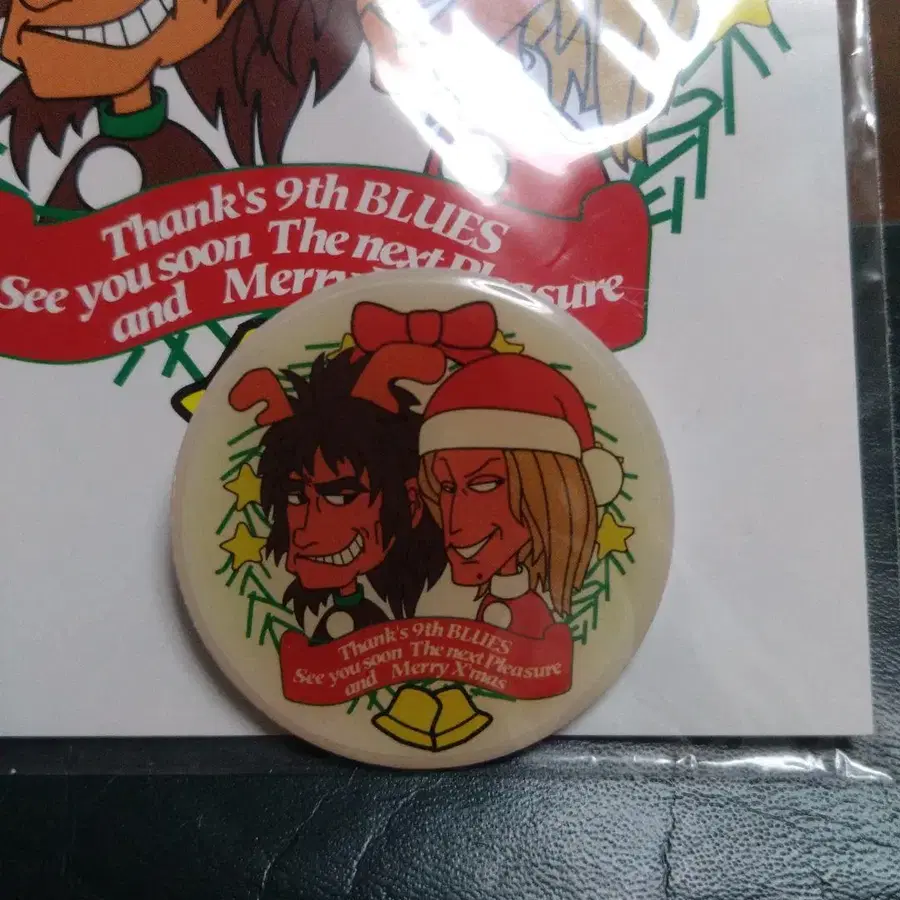 Thank's 9th BLUES
See you soon The next Pleasure
and Merry
Thank's 9th BLUES
See you soon The next Pleasure
and Merry X'mas